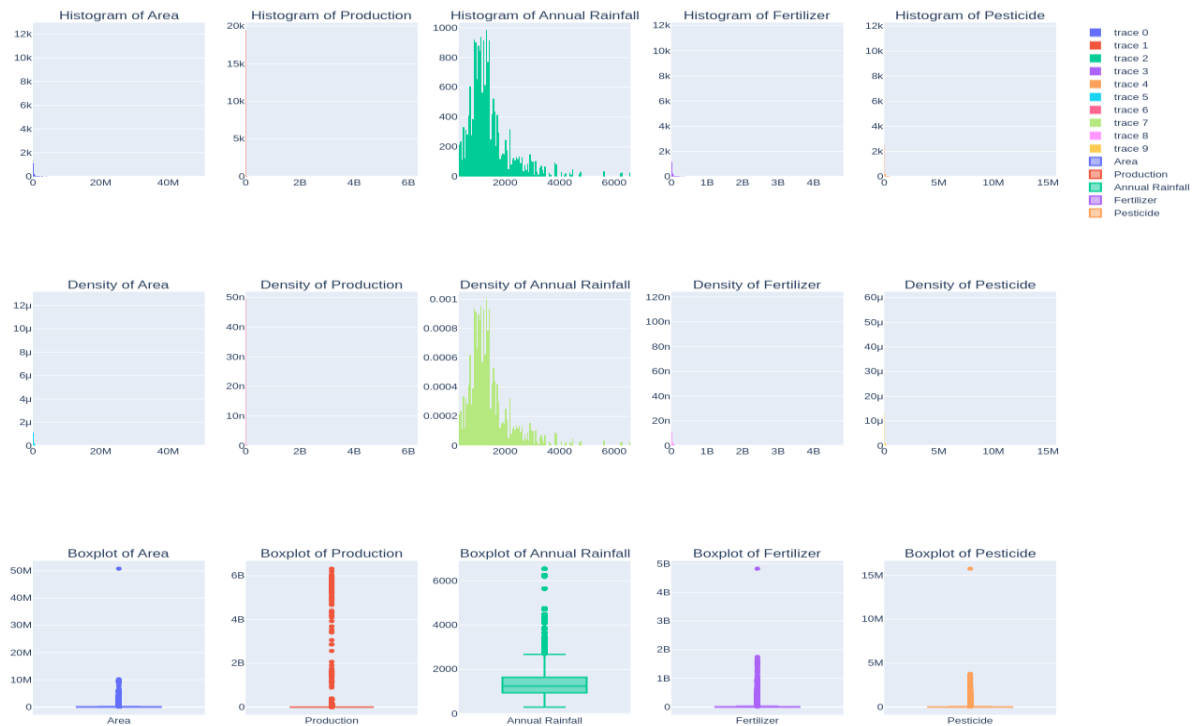 Histogram of Area
12k
10k
8k
6k
4k
2k
0
0 20M 40M
Histogram of Production
20k
15k
10k
5k
0
0 2B 4B 6B
Histogram of Annual Rainfall
1000
800
600
400
200
0
2000 4000 6000
Histogram of Fertilizer
12k
10k
8k
6k
4k
2k
0
0 1B 2B 3B 4B
Histogram of Pesticide
12k
10k
8k
6k
4k
2k
0
0 5M 10M 15M
trace 0
trace 1
trace 2
trace 3
trace 4
trace 5
trace 6
trace 7
trace 8
trace 9
Area
Production
Annual Rainfall
Fertilizer
Pesticide
Density of Area
12μ
10μ
8μ
6μ
4μ
2μ
0
0 20M 40M
Density of Production
50n
40n
30n
20n
10n
0
0 2B 4B 6B
Density of Annual Rainfall
0.001
0.0008
0.0006
0.0004
0.0002
0
2000 4000 6000
Density of Fertilizer
120n
100n
80n
60n
40n
20n
0
0 1B 2B 3B 4B
Density of Pesticide
60μ
50μ
40μ
30μ
20μ
10μ
0
0 5M 10M 15M
Boxplot of Area
50M
40M
30M
20M
10M
0
Area
Boxplot of Production
6B
4B
2B
0
Production
Boxplot of Annual Rainfall
6000
4000
2000
0
Annual Rainfall
Boxplot of Fertilizer
5B
4B
3B
2B
1B
0
Fertilizer
Boxplot of Pesticide
15M
10M
5M
0
Pesticide